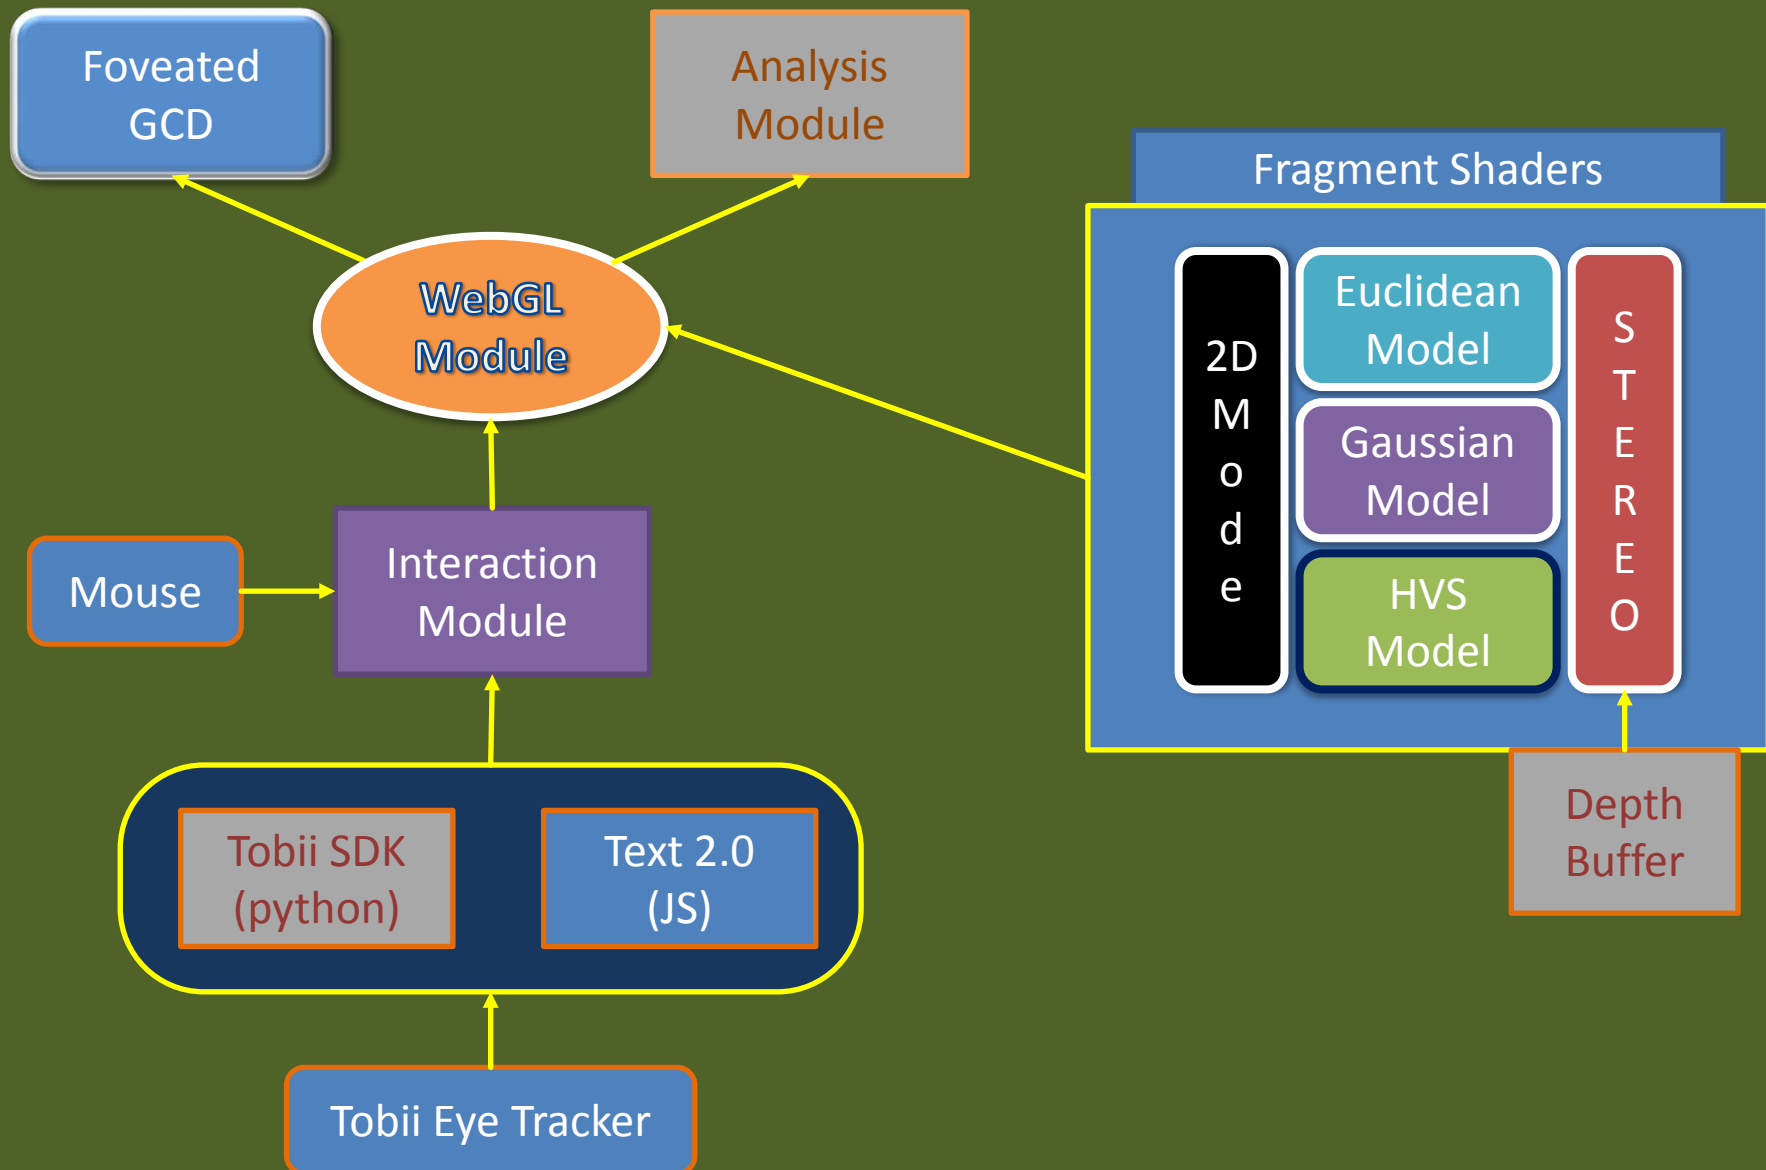 Foveated
GCD
Analysis
Module
Fragment Shaders
WebGL
Module
2D
M
o
d
e
Euclidean
Model
Gaussian
Model
HVS
Model
S
T
E
R
E
O
Mouse
Interaction
Module
Tobii SDK
(python)
Text 2.0
(JS)
Depth
Buffer
Tobii Eye Tracker